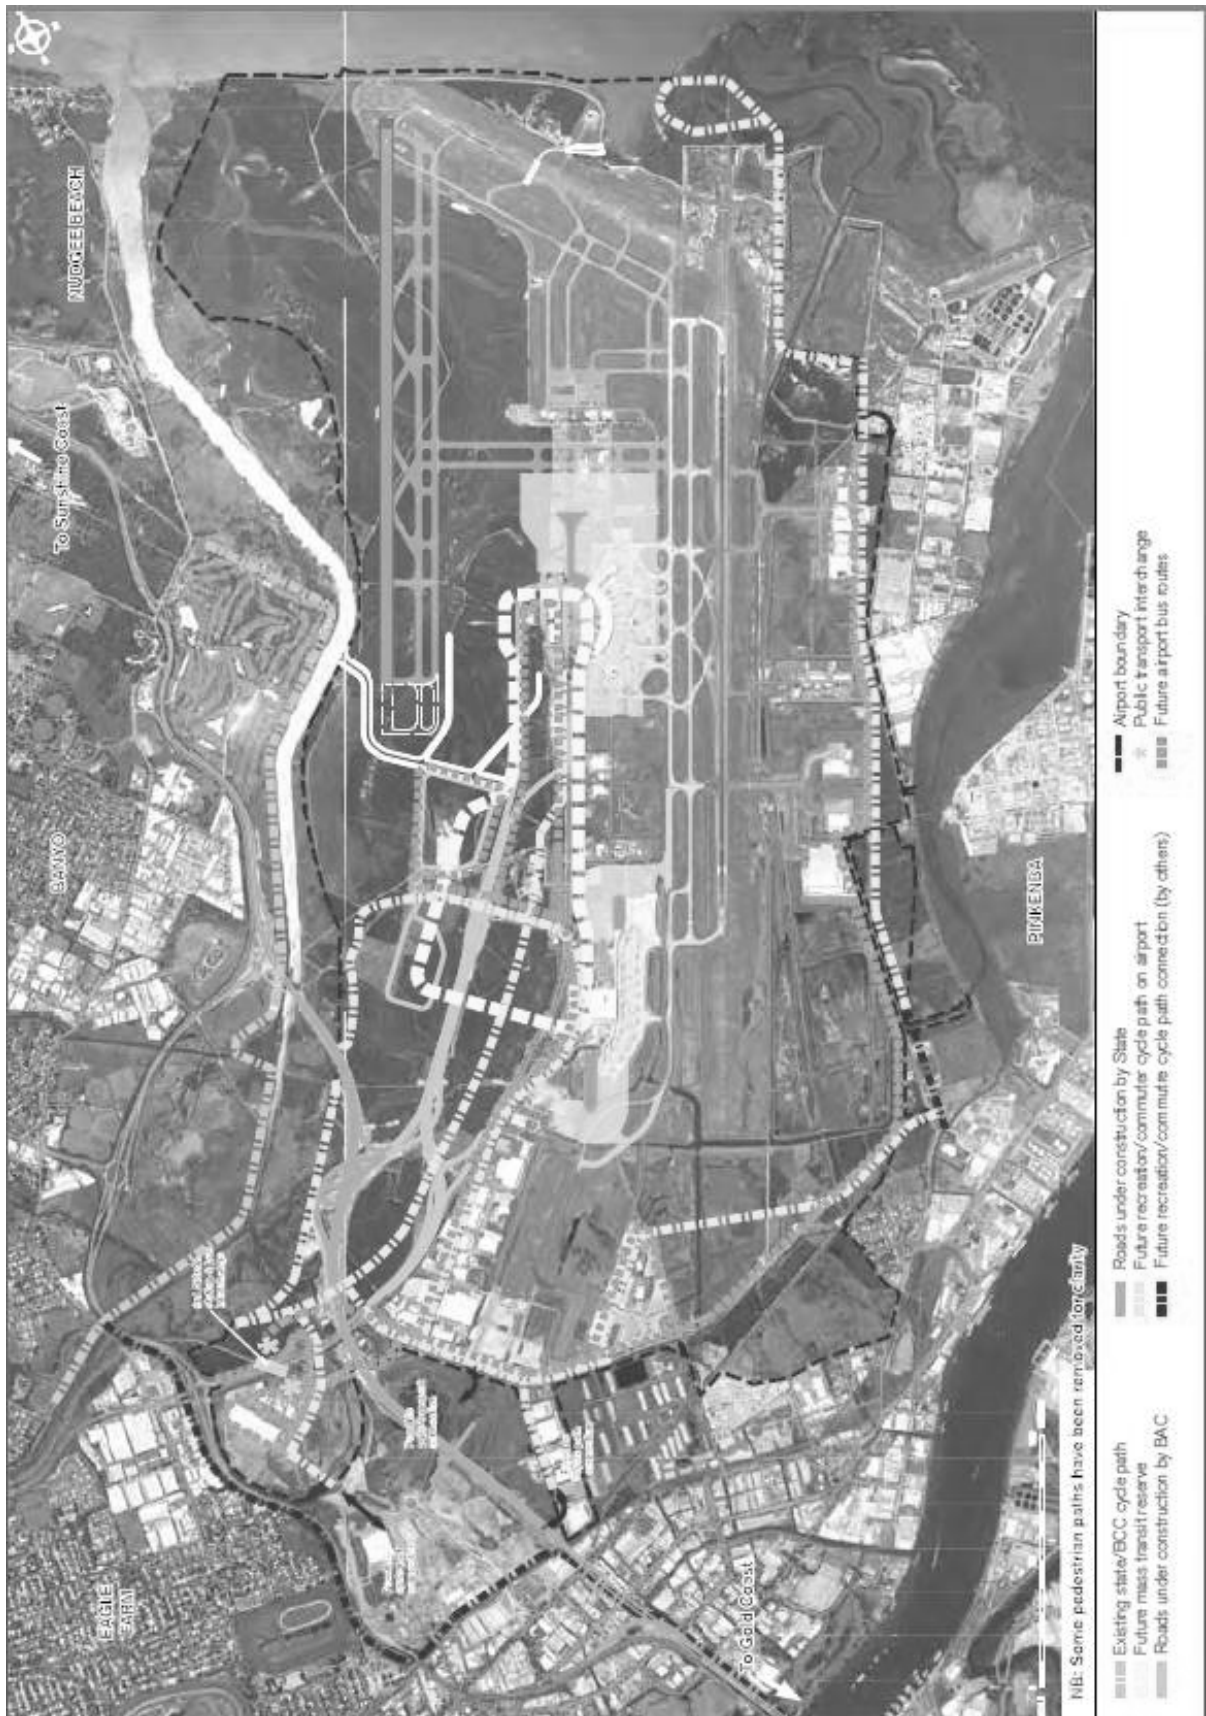 NUDGEE BEACH
To Sunshine Coast
BANYO
EAGLE
FARM
PINKENBA
To Gold Coast
NB: Some pedestrian paths have been removed for clarity
Existing state/BCC cycle path
Future mass transit reserve
Roads under construction by BAC
Roads under construction by State
Future recreation/commuter cycle path on airport
Future recreation/commute cycle path connection (by others)
Airport boundary
Public transport interchange
Future airport bus routes